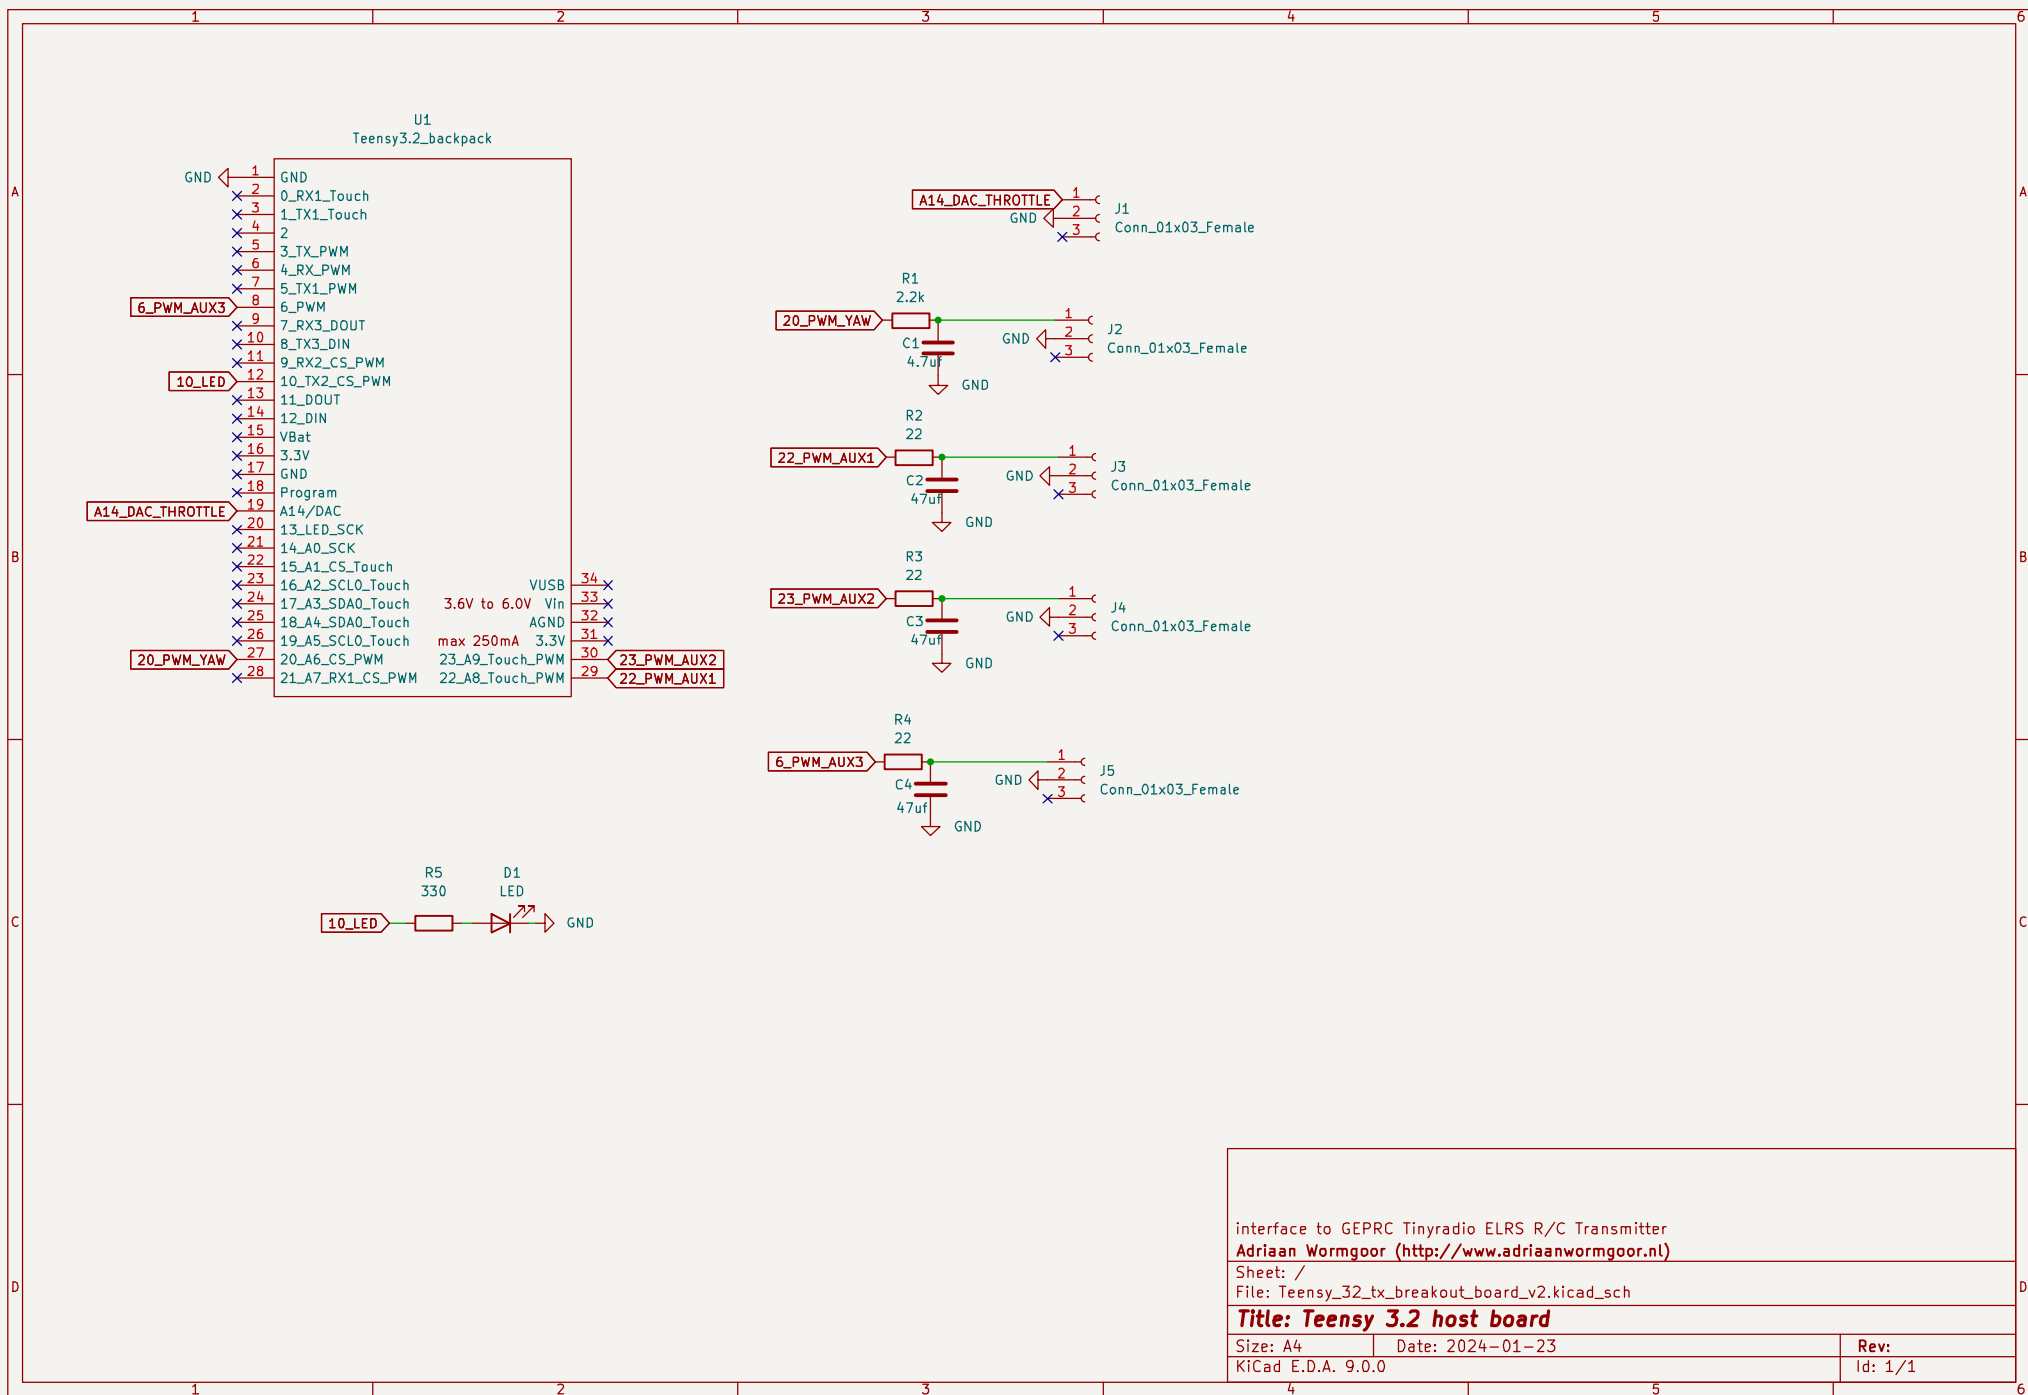 1 2 3 4 5 6
A A
B B
C C
D D
1 2 3 4 5 6
U1
Teensy3.2_backpack
GND 1 GND
2 0_RX1_Touch
3 1_TX1_Touch
4 2
5 3_TX_PWM
6 4_RX_PWM
7 5_TX1_PWM
6_PWM_AUX3 8 6_PWM
9 7_RX3_DOUT
10 8_TX3_DIN
11 9_RX2_CS_PWM
10_LED 12 10_TX2_CS_PWM
13 11_DOUT
14 12_DIN
15 VBat
16 3.3V
17 GND
18 Program
A14_DAC_THROTTLE 19 A14/DAC
20 13_LED_SCK
21 14_A0_SCK
22 15_A1_CS_Touch
23 16_A2_SCL0_Touch VUSB 34
24 17_A3_SDA0_Touch 3.6V to 6.0V Vin 33
25 18_A4_SDA0_Touch AGND 32
26 19_A5_SCL0_Touch max 250mA 3.3V 31
20_PWM_YAW 27 20_A6_CS_PWM 23_A9_Touch_PWM 30 23_PWM_AUX2
28 21_A7_RX1_CS_PWM 22_A8_Touch_PWM 29 22_PWM_AUX1
A14_DAC_THROTTLE 1
GND 2
3
J1
Conn_01x03_Female
R1
2.2k
20_PWM_YAW 1
GND 2
3
J2
Conn_01x03_Female
C1
4.7uf
GND
R2
22
22_PWM_AUX1 1
GND 2
3
J3
Conn_01x03_Female
C2
47uf
GND
R3
22
23_PWM_AUX2 1
GND 2
3
J4
Conn_01x03_Female
C3
47uf
GND
R4
22
6_PWM_AUX3 1
GND 2
3
J5
Conn_01x03_Female
C4
47uf
GND
R5 D1
330 LED
10_LED GND
interface to GEPRC Tinyradio ELRS R/C Transmitter
Adriaan Wormgoor (http://www.adriaanwormgoor.nl)
Sheet: /
File: Teensy_32_tx_breakout_board_v2.kicad_sch
Title: Teensy 3.2 host board
Size: A4 Date: 2024-01-23 Rev:
KiCad E.D.A. 9.0.0 Id: 1/1